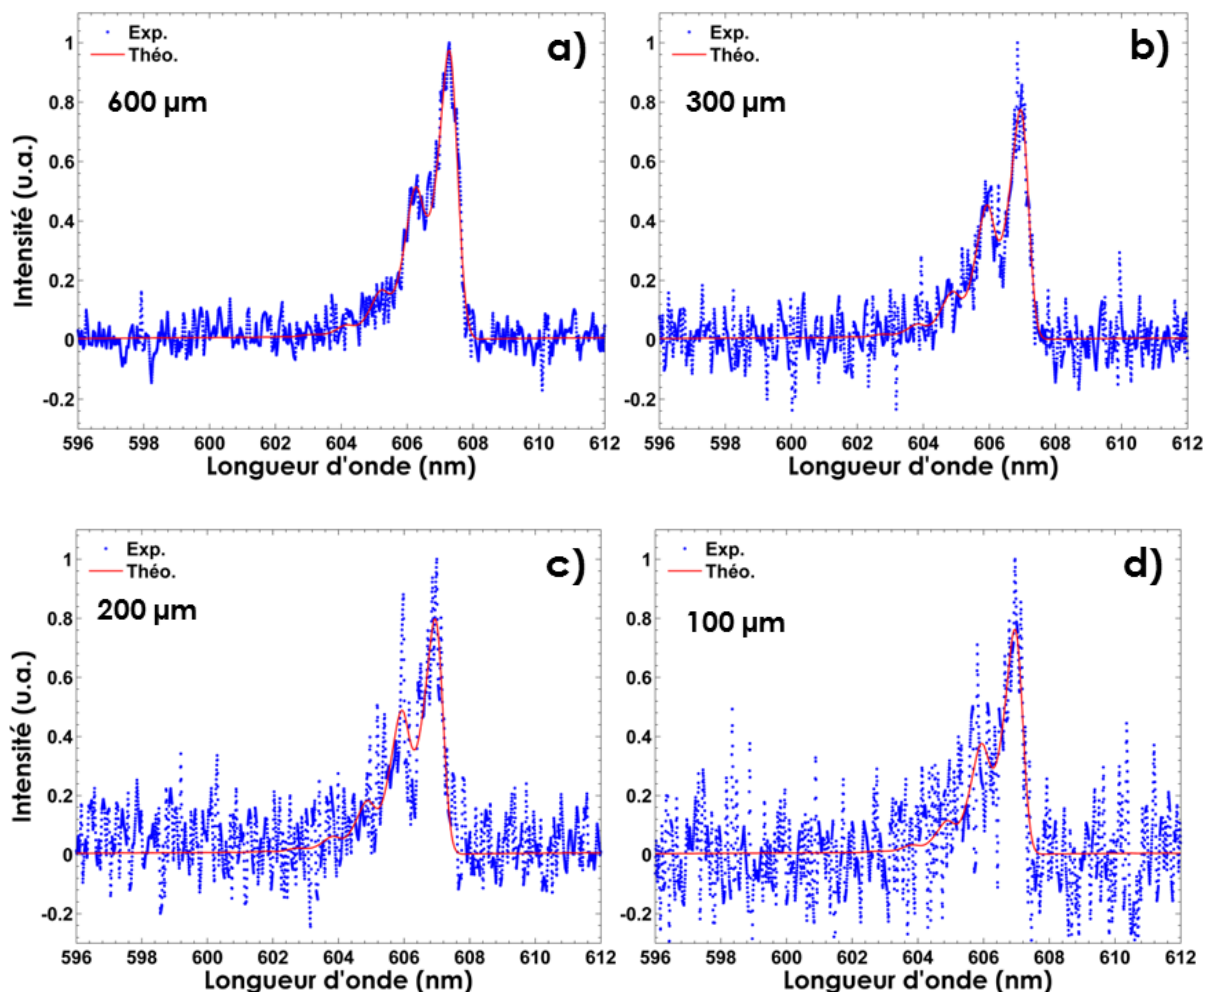 Exp.
Théo.
a)
600 µm
Intensité (u.a.)
1
0.8
0.6
0.4
0.2
0
-0.2
596 598 600 602 604 606 608 610 612
Longueur d'onde (nm)
Exp.
Théo.
b)
300 µm
1
0.8
0.6
0.4
0.2
0
-0.2
596 598 600 602 604 606 608 610 612
Longueur d'onde (nm)
Exp.
Théo.
c)
200 µm
Intensité (u.a.)
1
0.8
0.6
0.4
0.2
0
-0.2
596 598 600 602 604 606 608 610 612
Longueur d'onde (nm)
Exp.
Théo.
d)
100 µm
1
0.8
0.6
0.4
0.2
0
-0.2
596 598 600 602 604 606 608 610 612
Longueur d'onde (nm)